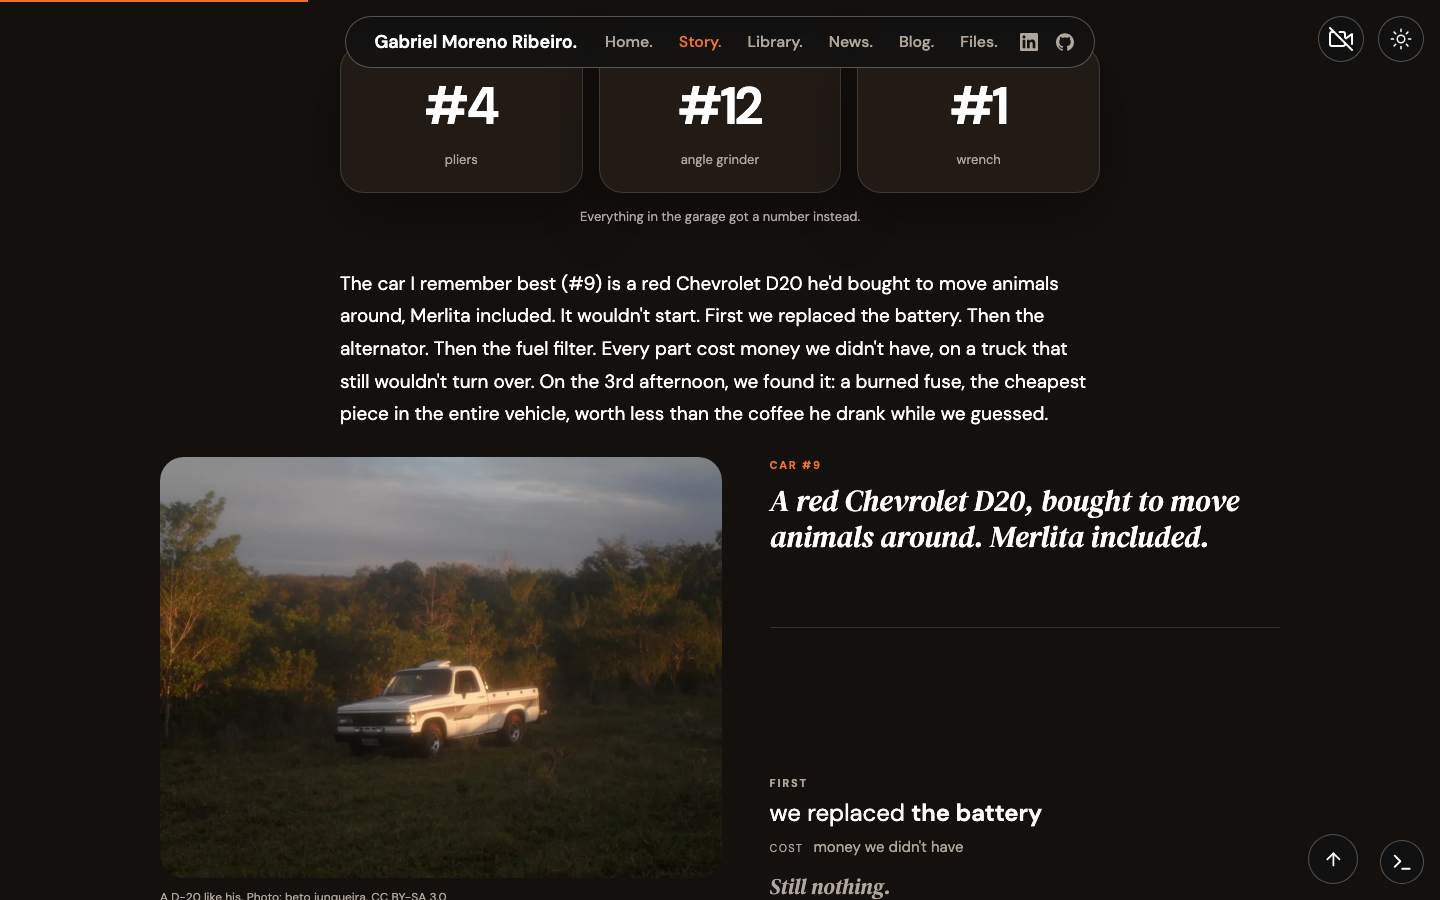 Gabriel Moreno Ribeiro. Home. Story. Library. News. Blog. Files.
#4 #12 #1
pliers angle grinder wrench
Everything in the garage got a number instead.
The car I remember best (#9) is a red Chevrolet D20 he'd bought to move animals
around, Merlita included. It wouldn't start. First we replaced the battery. Then the
alternator. Then the fuel filter. Every part cost money we didn't have, on a truck that
still wouldn't turn over. On the 3rd afternoon, we found it: a burned fuse, the cheapest
piece in the entire vehicle, worth less than the coffee he drank while we guessed.
CAR #9
A red Chevrolet D20, bought to move
animals around. Merlita included.
FIRST
we replaced the battery
COST money we didn't have
Still nothing.
A D-20 like his. Photo: beto junqueira, CC BY-SA 3.0